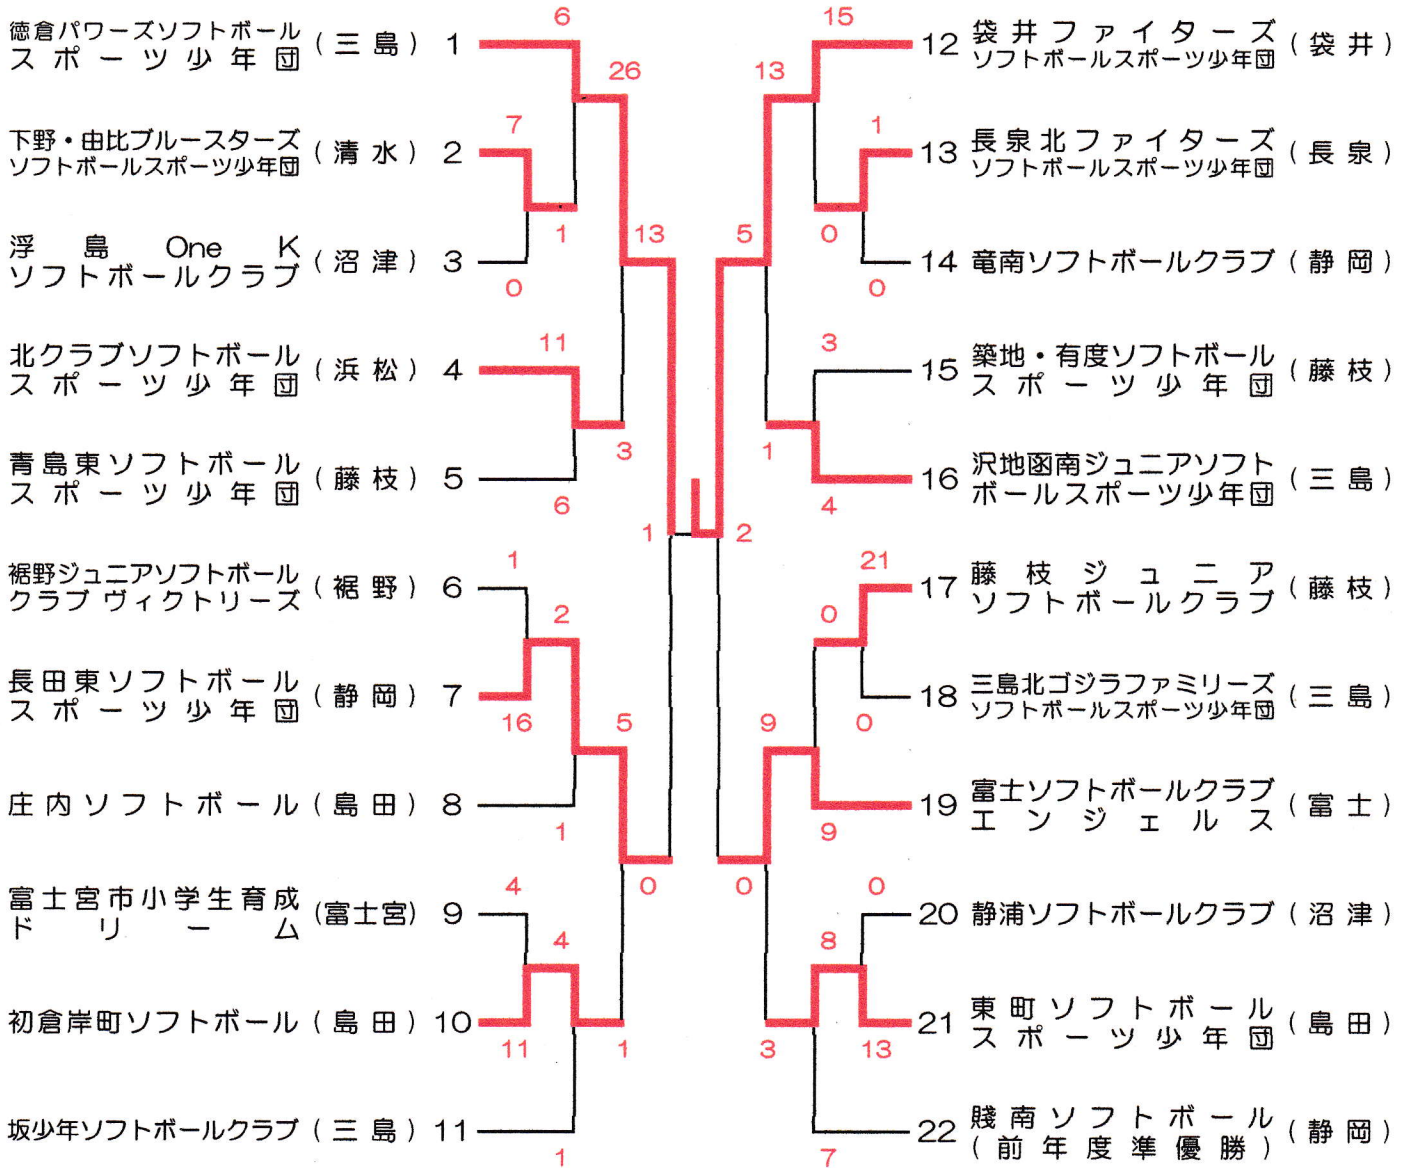 6
徳倉パワーズソフトボール
スポーツ少年団
(三島) 1
26
7
下野・由比ブルースターズ
ソフトボールスポーツ少年団
(清水) 2
1
13
浮島 One K
ソフトボールクラブ
(沼津) 3
0
11
北クラブソフトボール
スポーツ少年団
(浜松) 4
3
青島東ソフトボール
スポーツ少年団
(藤枝) 5
6
1
1
裾野ジュニアソフトボール
クラブ ヴィクトリーズ
(裾野) 6
2
長田東ソフトボール
スポーツ少年団
(静岡) 7
16
5
庄内ソフトボール (島田) 8
1
0
4
富士宮市小学生育成
ドリーム
(富士宮) 9
4
初倉岸町ソフトボール (島田) 10
11
1
坂少年ソフトボールクラブ (三島) 11
1
15
12 袋井ファイターズ
ソフトボールスポーツ少年団
(袋井)
13
1
13 長泉北ファイターズ
ソフトボールスポーツ少年団
(長泉)
0
5
14 竜南ソフトボールクラブ (静岡)
0
3
15 築地・有度ソフトボール
スポーツ少年団
(藤枝)
1
16 沢地函南ジュニアソフト
ボールスポーツ少年団
(三島)
4
2
21
17 藤枝ジュニア
ソフトボールクラブ
(藤枝)
0
18 三島北ゴジラファミリーズ
ソフトボールスポーツ少年団
(三島)
0
9
19 富士ソフトボールクラブ
エンジェルス
(富士)
9
0
0
20 静浦ソフトボールクラブ (沼津)
8
21 東町ソフトボール
スポーツ少年団
(島田)
13
3
22 賤南ソフトボール
(前年度準優勝)
(静岡)
7